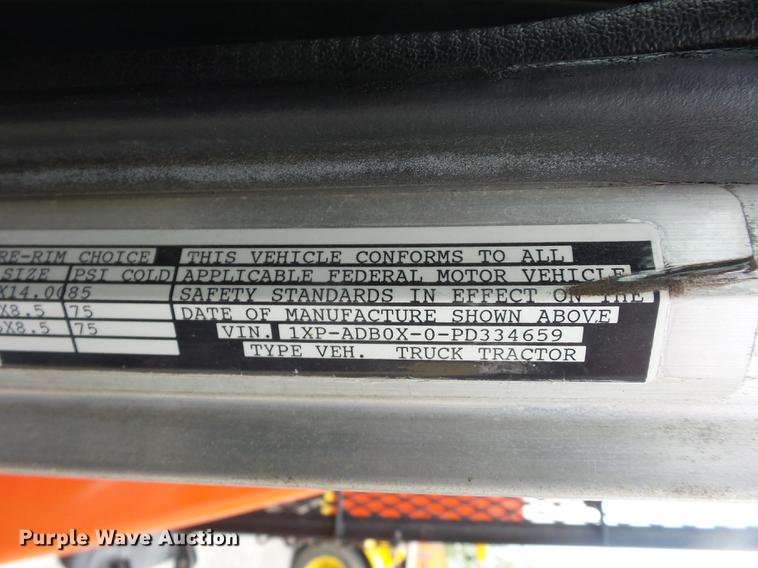 RE-RIM CHOICE
SIZE PSI COLD
X14.00 85
X8.5 75
X8.5 75
THIS VEHICLE CONFORMS TO ALL
APPLICABLE FEDERAL MOTOR VEHICLE
SAFETY STANDARDS IN EFFECT ON THE
DATE OF MANUFACTURE SHOWN ABOVE
VIN. 1XP-ADB0X-0-PD334659
TYPE VEH. TRUCK TRACTOR
Purple Wave Auction